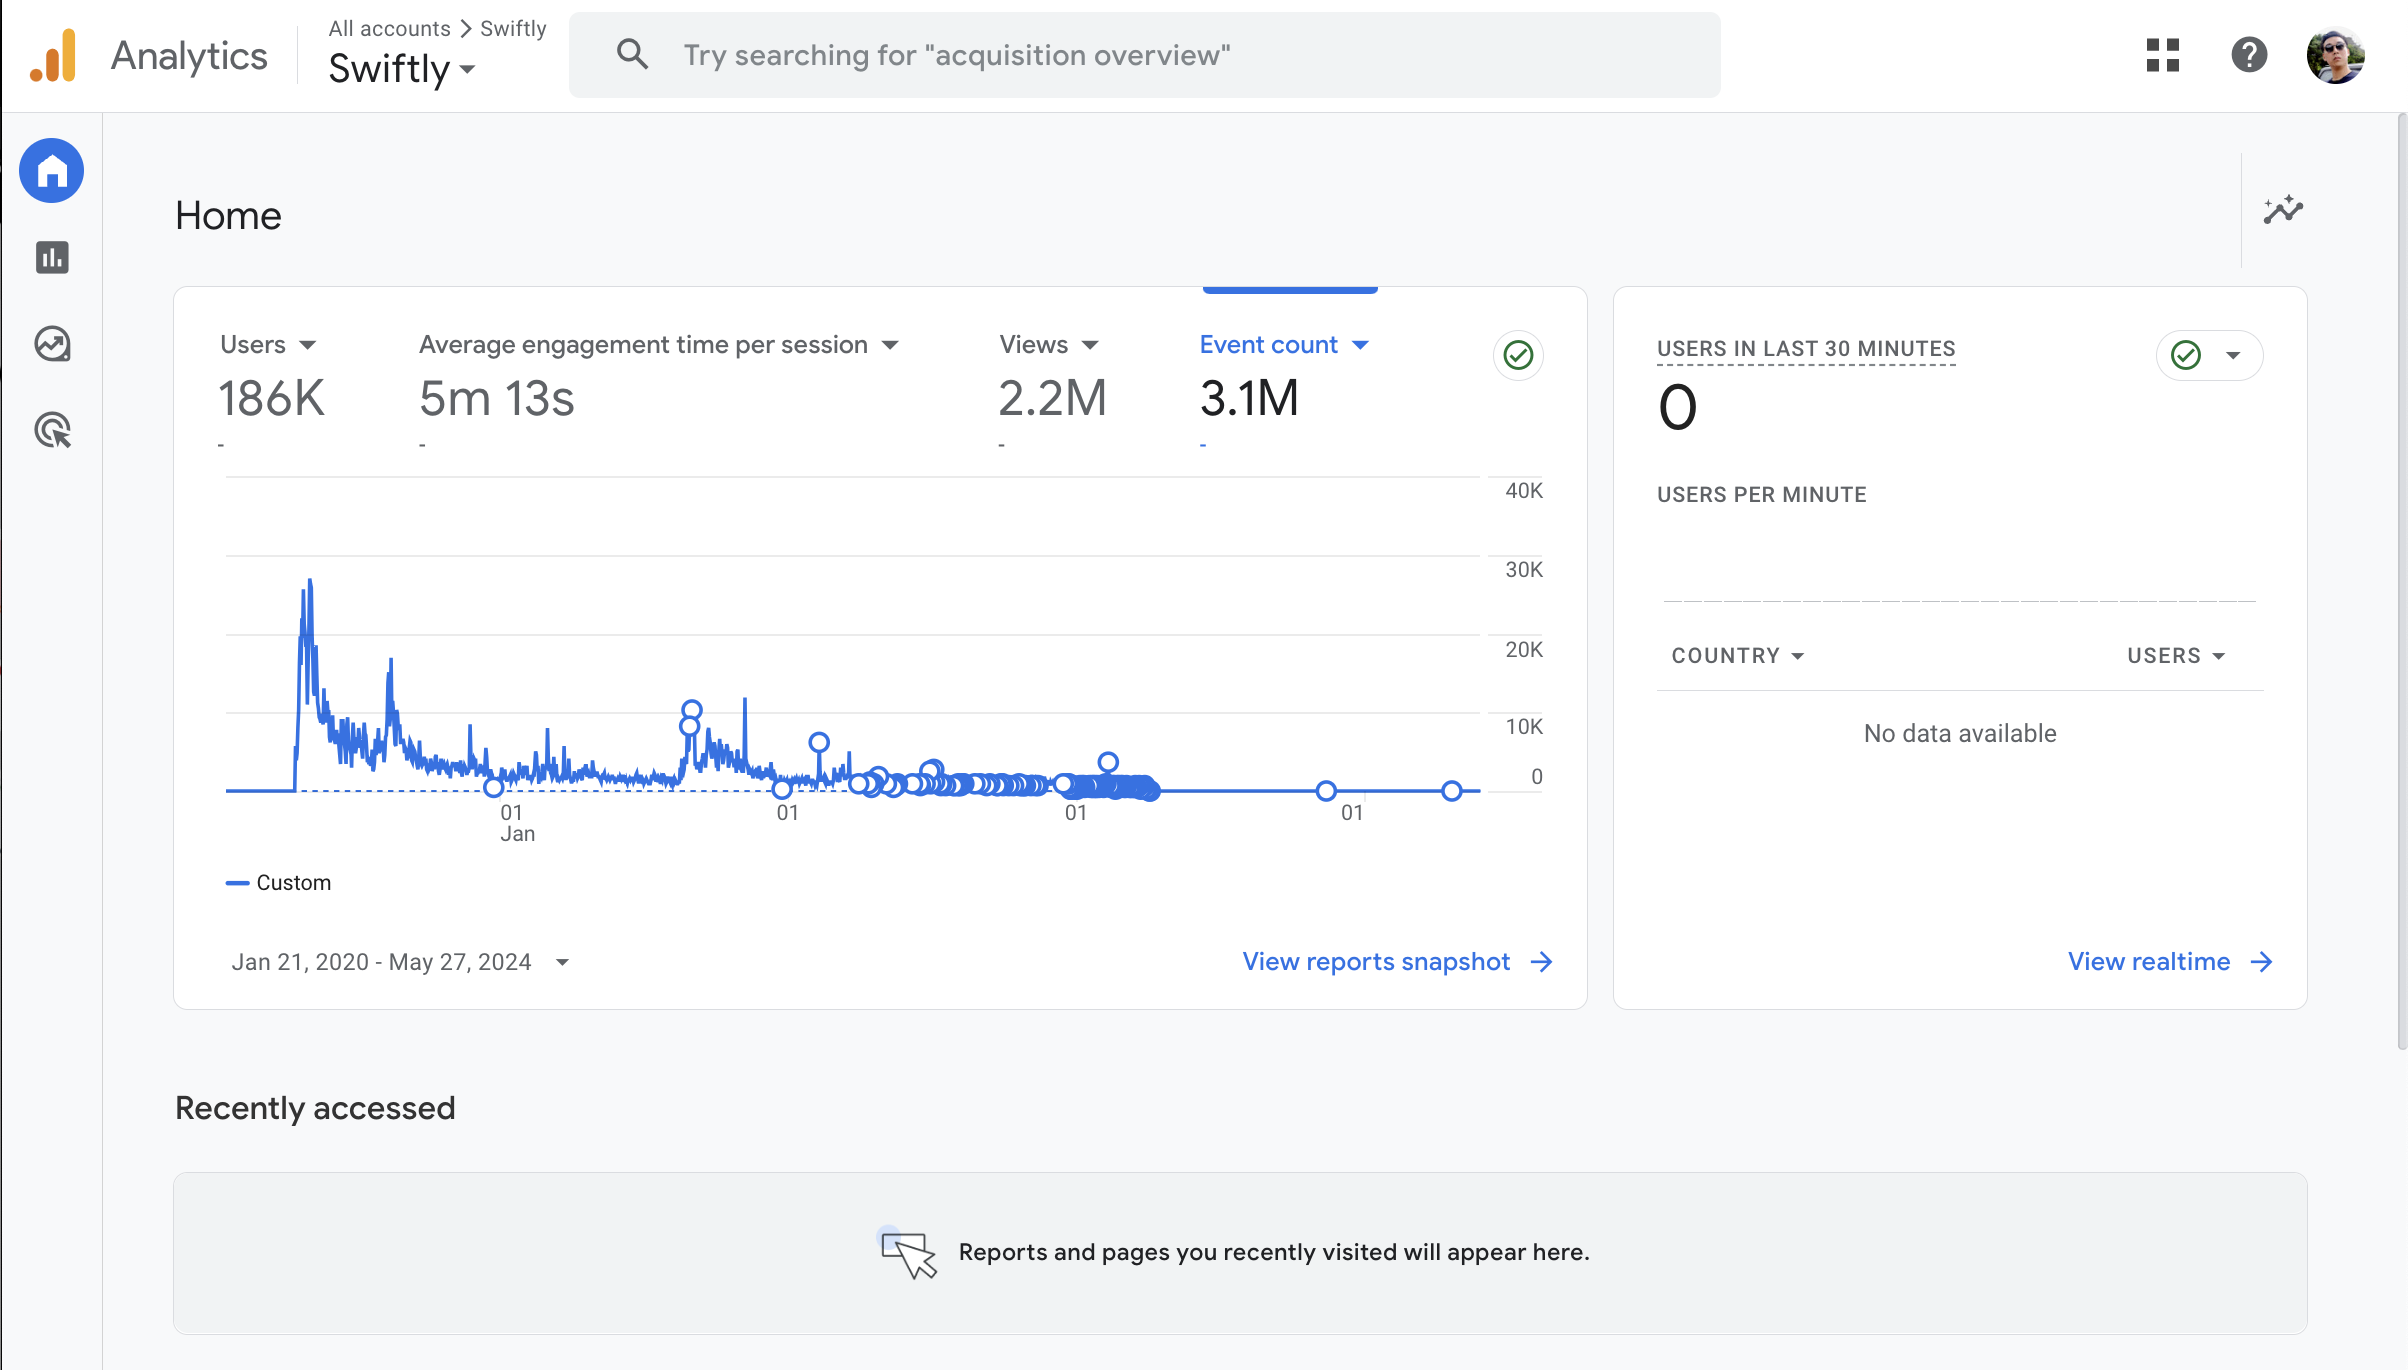 Analytics
All accounts > Swiftly
Swiftly
Try searching for "acquisition overview"
Home
Users
186K
-
Average engagement time per session
5m 13s
-
Views
2.2M
-
Event count
3.1M
-
40K
30K
20K
10K
0
01
Jan
01
01
01
Custom
Jan 21, 2020 - May 27, 2024
View reports snapshot
USERS IN LAST 30 MINUTES
0
USERS PER MINUTE
COUNTRY
USERS
No data available
View realtime
Recently accessed
Reports and pages you recently visited will appear here.